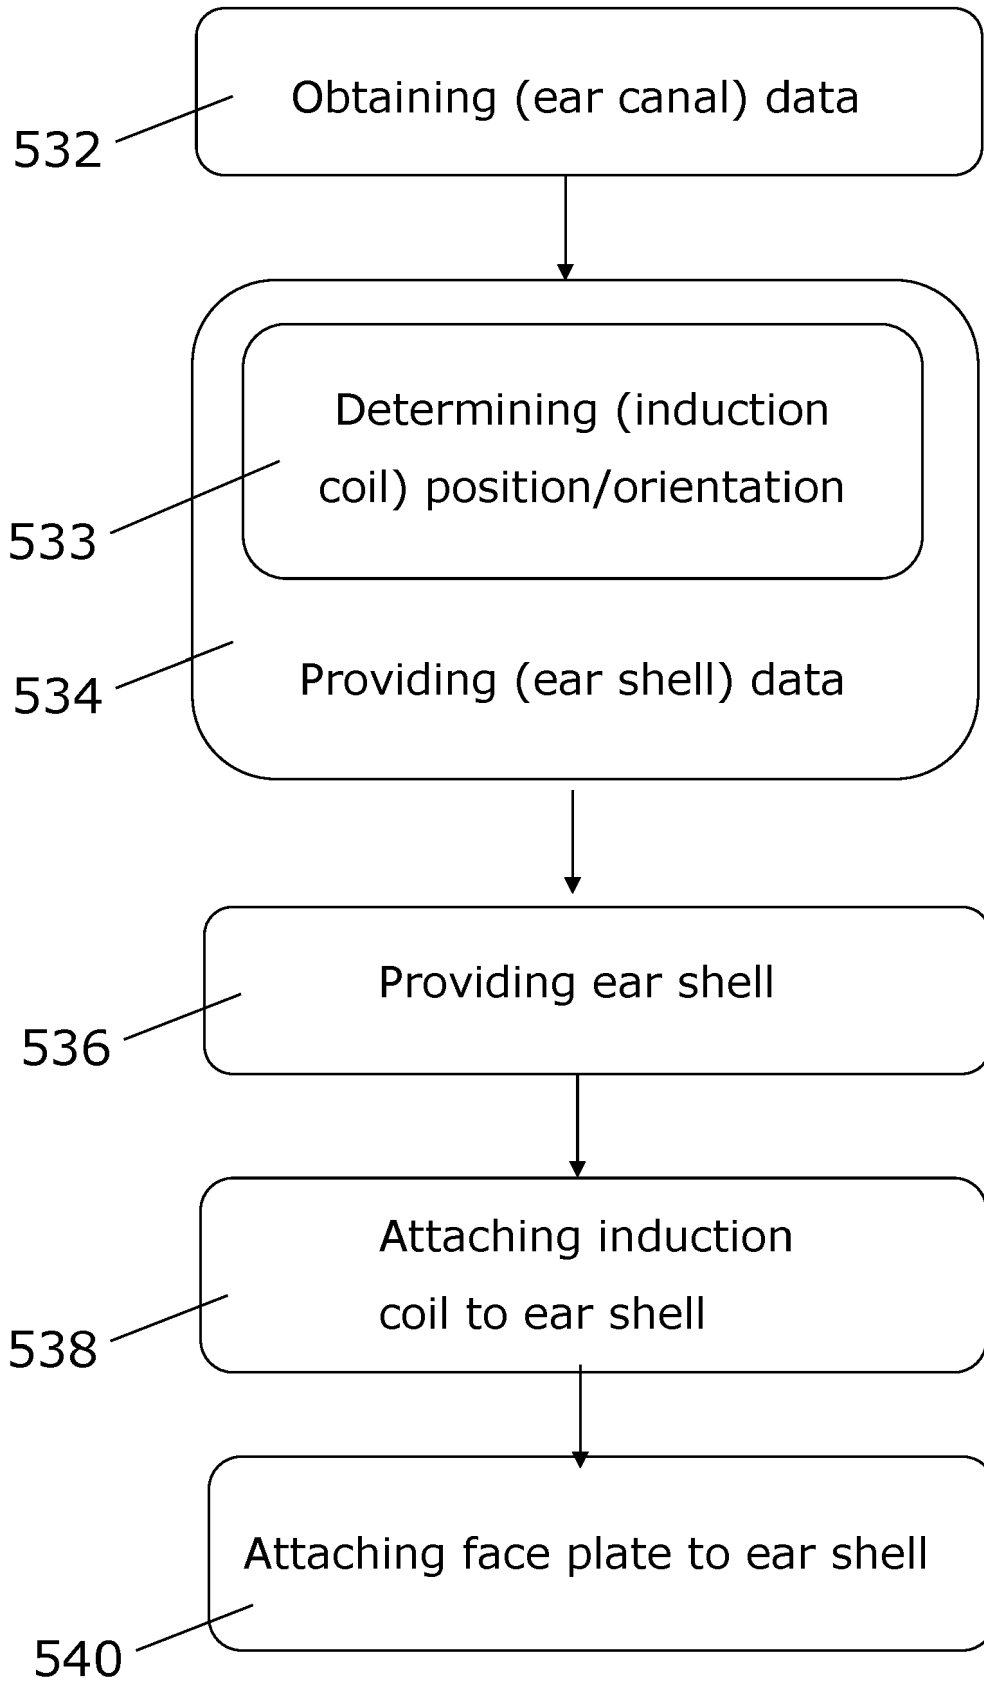 Obtaining (ear canal) data
532
Determining (induction
coil) position/orientation
533
534
Providing (ear shell) data
Providing ear shell
536
Attaching induction
coil to ear shell
538
Attaching face plate to ear shell
540